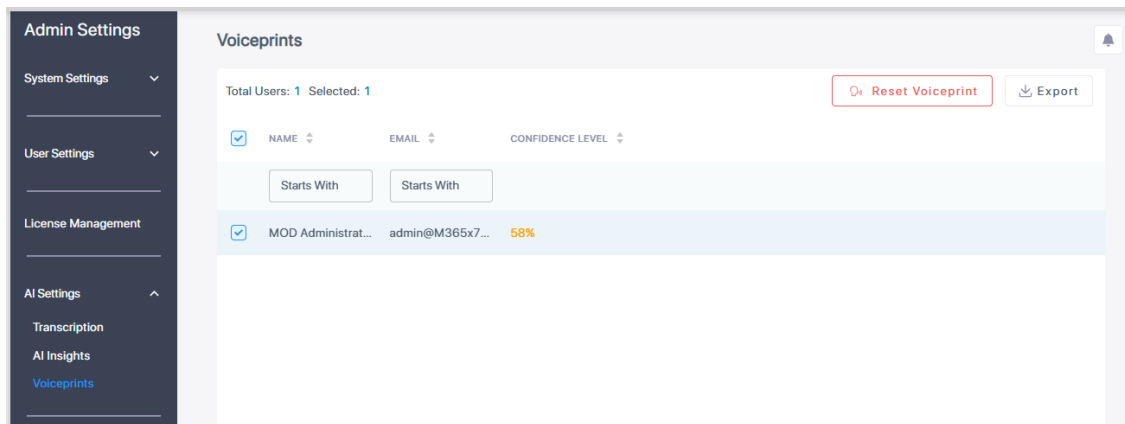 Admin Settings
System Settings
User Settings
License Management
AI Settings
Transcription
AI Insights
Voiceprints
Voiceprints
Total Users: 1 Selected: 1
Reset Voiceprint
Export
NAME EMAIL CONFIDENCE LEVEL
Starts With Starts With
MOD Administrat... admin@M365x7... 58%